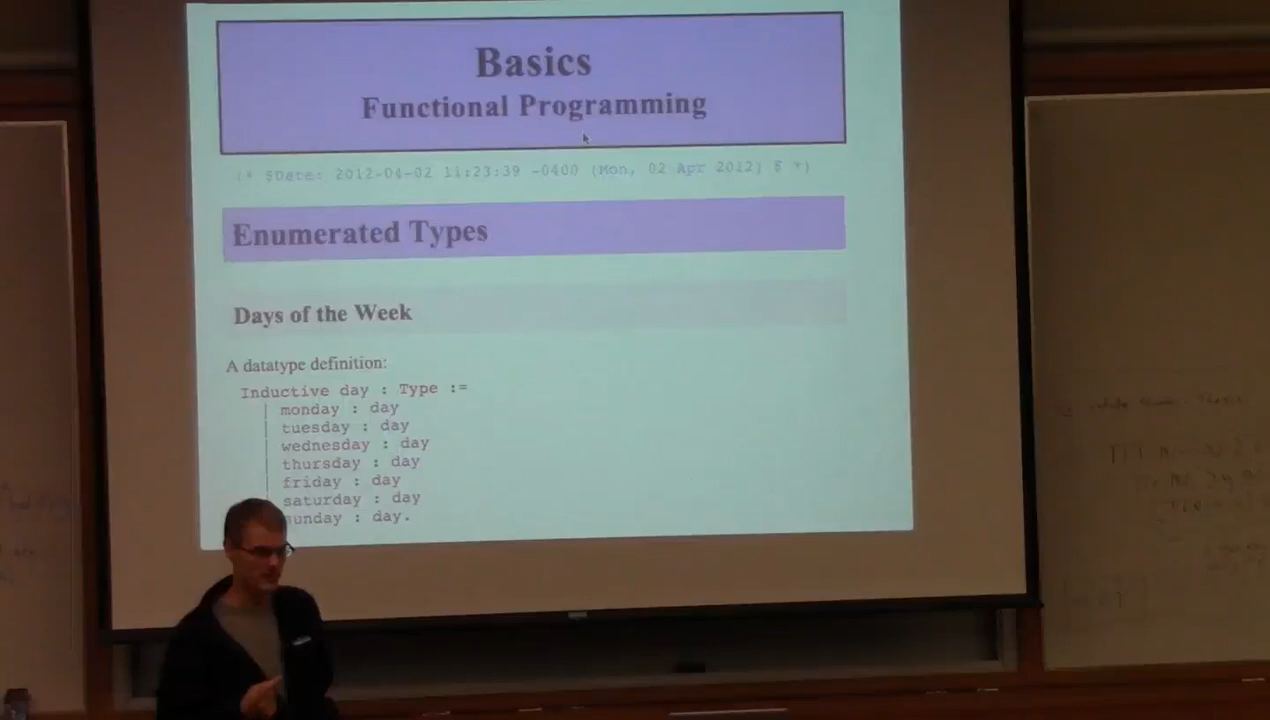 Basics
Functional Programming
(* $Date: 2012-04-02 11:23:39 -0400 (Mon, 02 Apr 2012) $ *)
Enumerated Types
Days of the Week
A datatype definition:
Inductive day : Type :=
| monday : day
| tuesday : day
| wednesday : day
| thursday : day
| friday : day
| saturday : day
sunday : day.